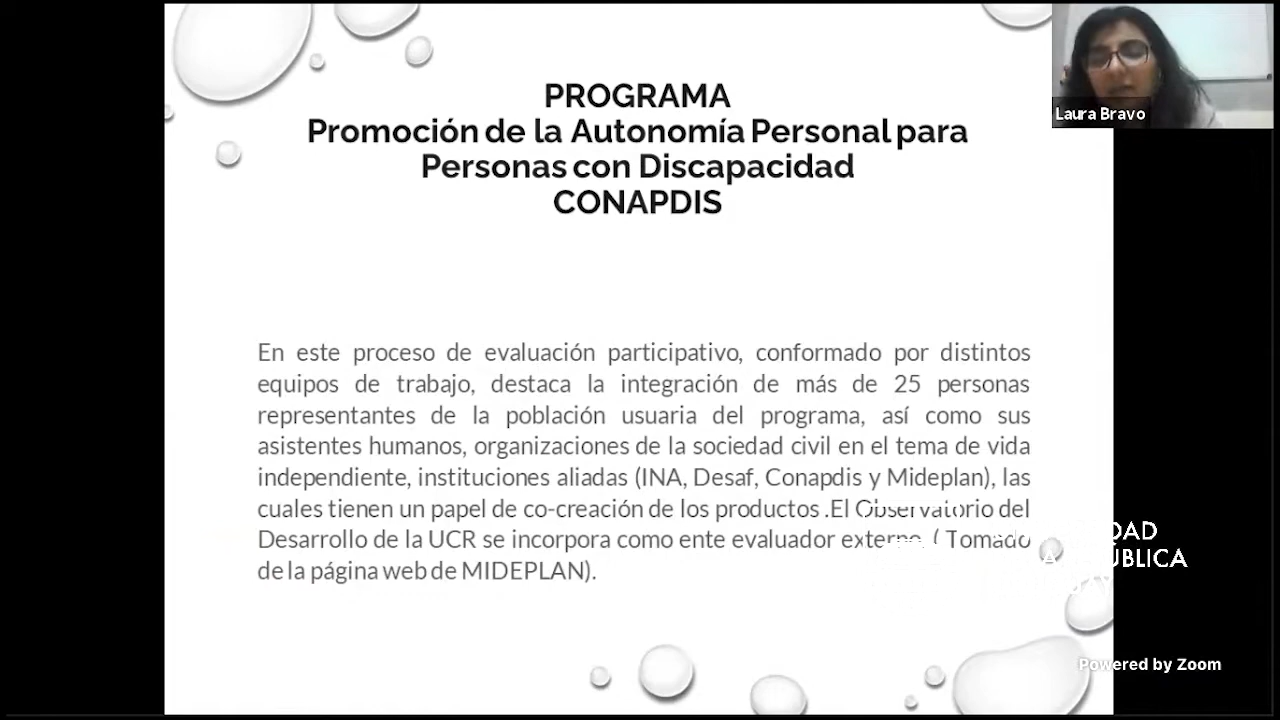 PROGRAMA
Promoción de la Autonomía Personal para
Personas con Discapacidad
CONAPDIS
Laura Bravo
En este proceso de evaluación participativo, conformado por distintos
equipos de trabajo, destaca la integración de más de 25 personas
representantes de la población usuaria del programa, así como sus
asistentes humanos, organizaciones de la sociedad civil en el tema de vida
independiente, instituciones aliadas (INA, Desaf, Conapdis y Mideplan), las
cuales tienen un papel de co-creación de los productos .El Observatorio del
Desarrollo de la UCR se incorpora como ente evaluador externo. ( Tomado
de la página web de MIDEPLAN).
Powered by Zoom